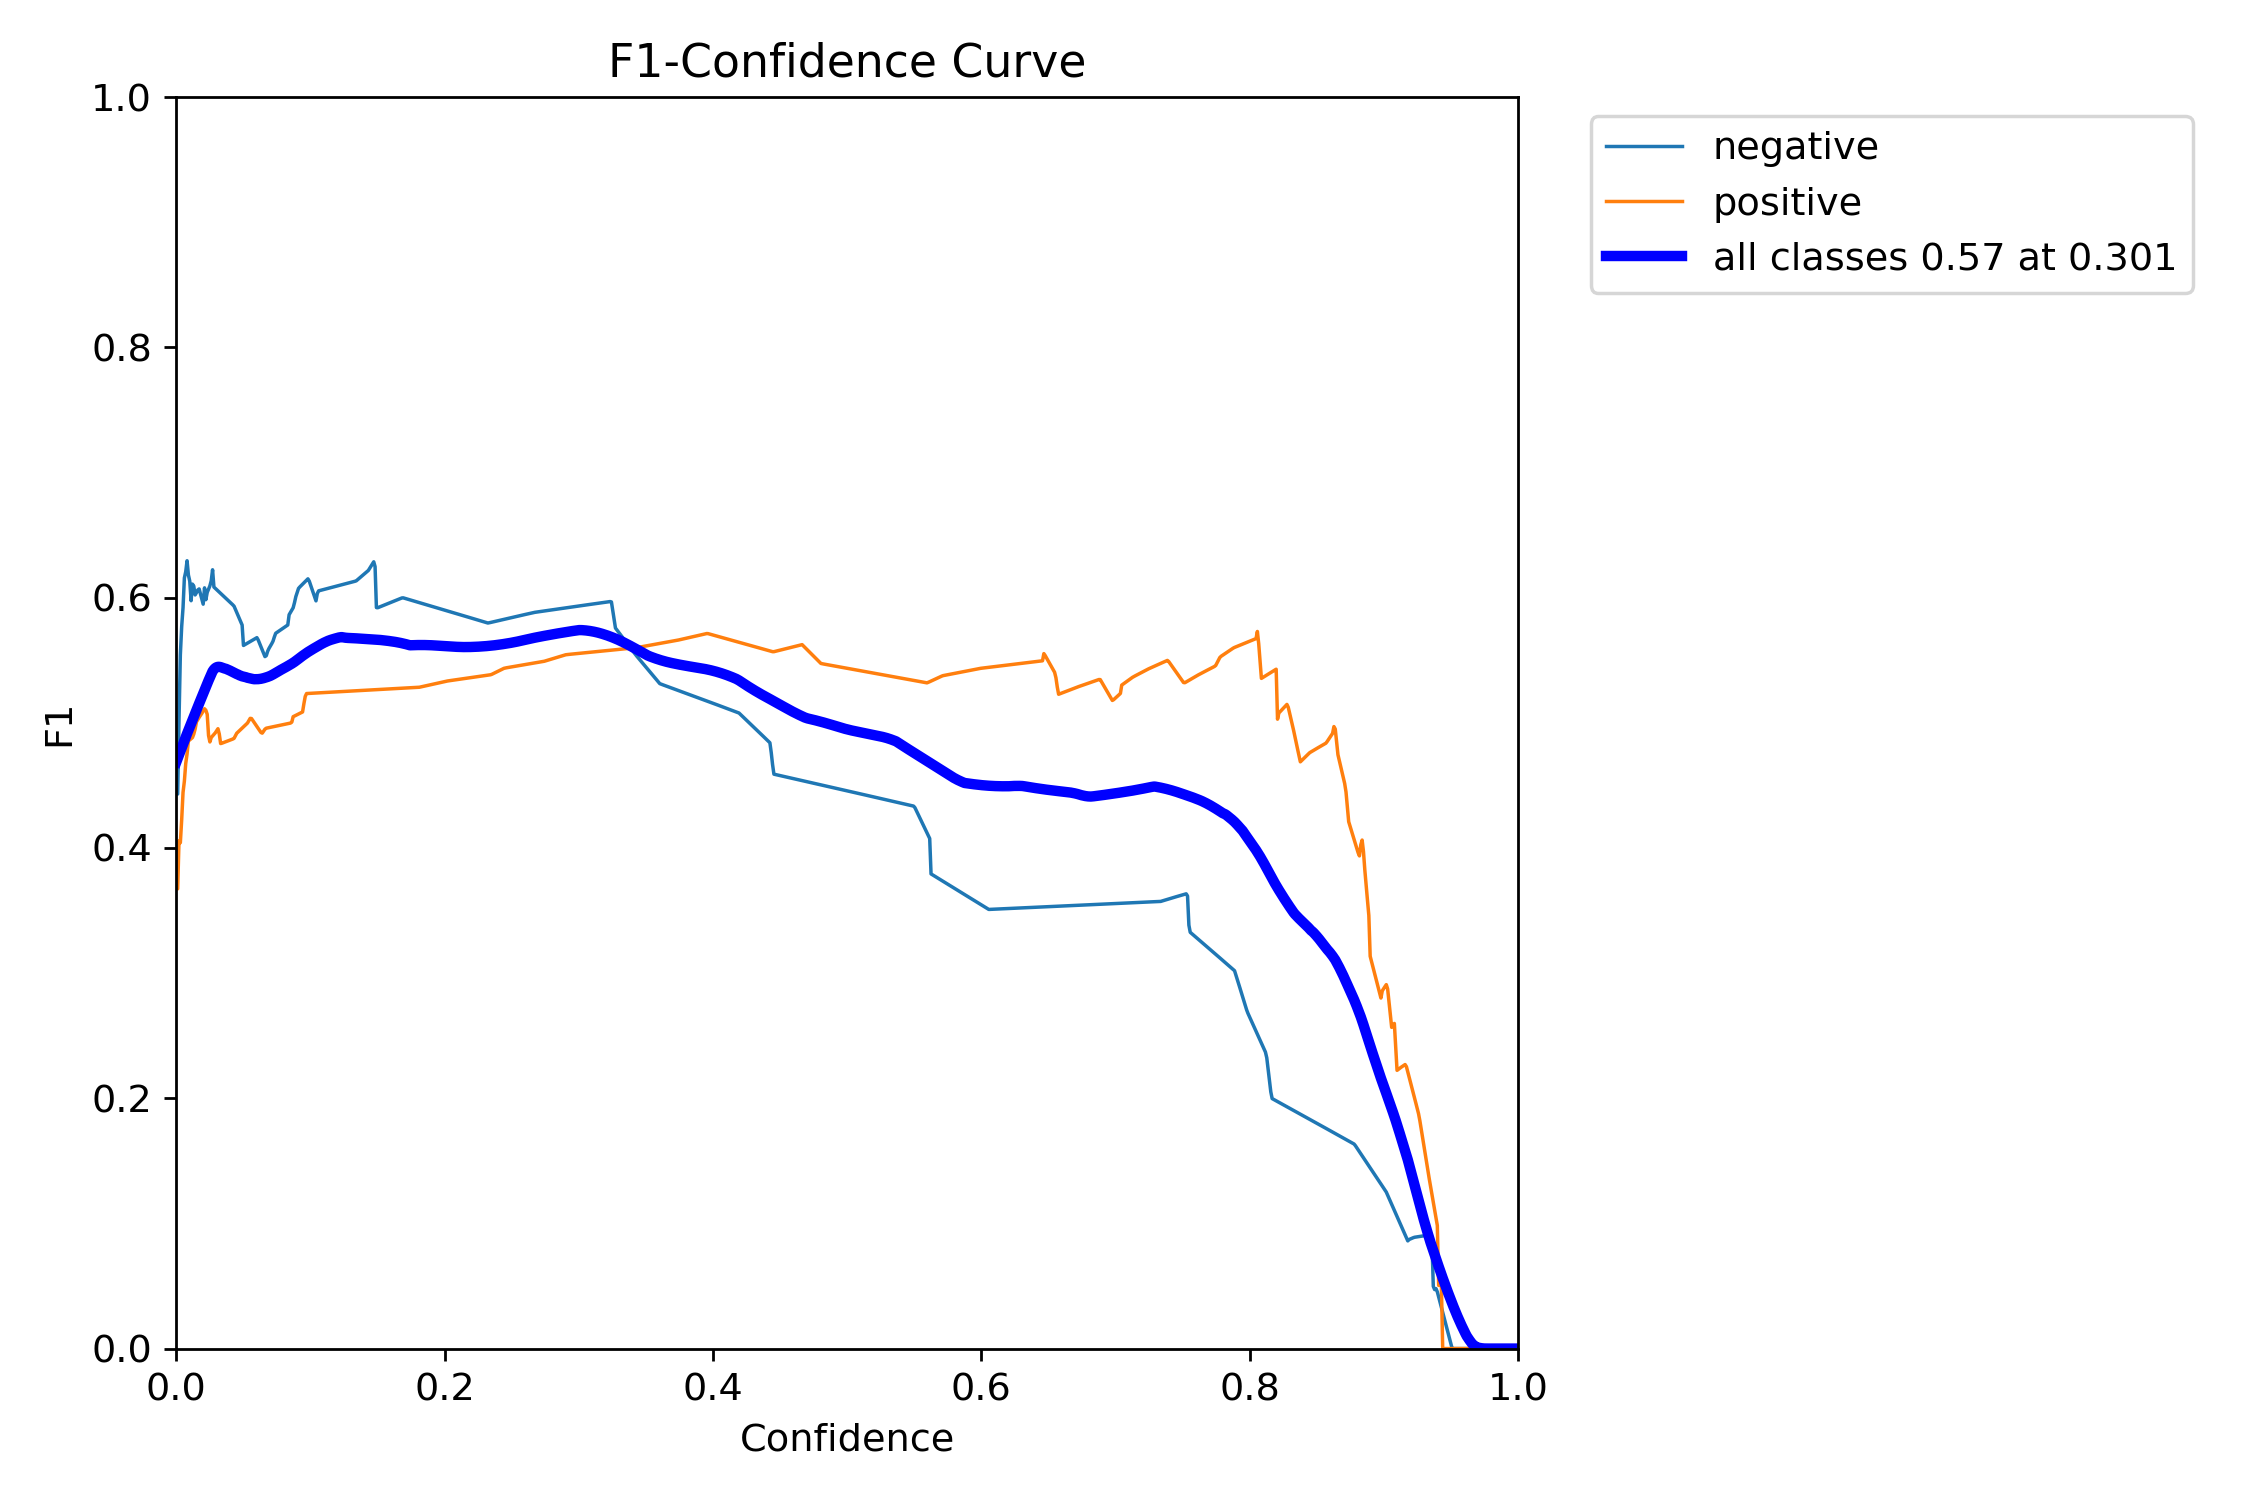 F1-Confidence Curve
1.0
0.8
0.6
0.4
0.2
0.0
F1
0.0 0.2 0.4 0.6 0.8 1.0
Confidence
negative
positive
all classes 0.57 at 0.301